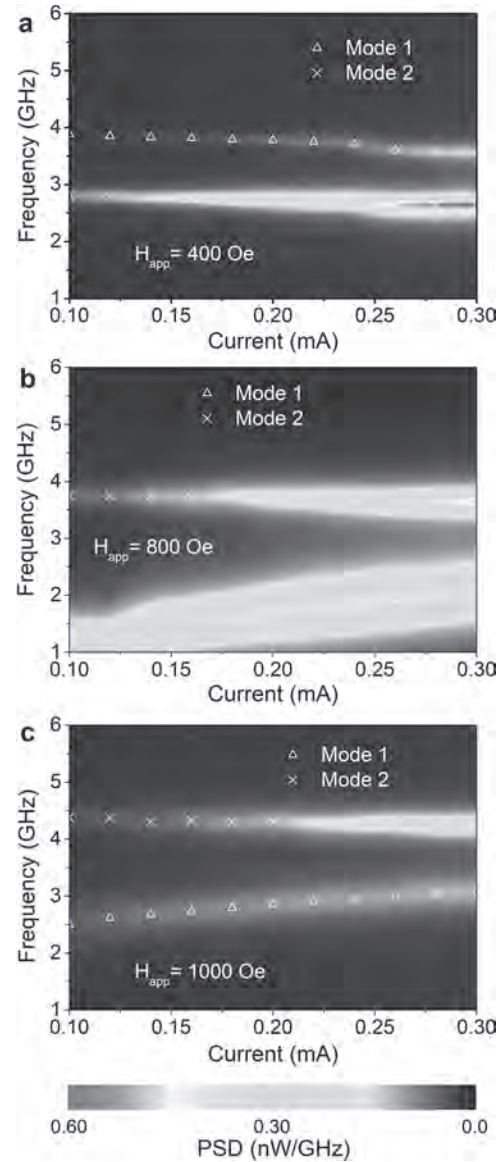 a
6
5
4
3
2
1
Frequency (GHz)
△ Mode 1
× Mode 2
H_app = 400 Oe
0.10 0.15 0.20 0.25 0.30
Current (mA)
b
6
5
4
3
2
1
Frequency (GHz)
△ Mode 1
× Mode 2
H_app = 800 Oe
0.10 0.15 0.20 0.25 0.30
Current (mA)
c
6
5
4
3
2
1
Frequency (GHz)
△ Mode 1
× Mode 2
H_app = 1000 Oe
0.10 0.15 0.20 0.25 0.30
Current (mA)
0.60 0.30 0.0
PSD (nW/GHz)